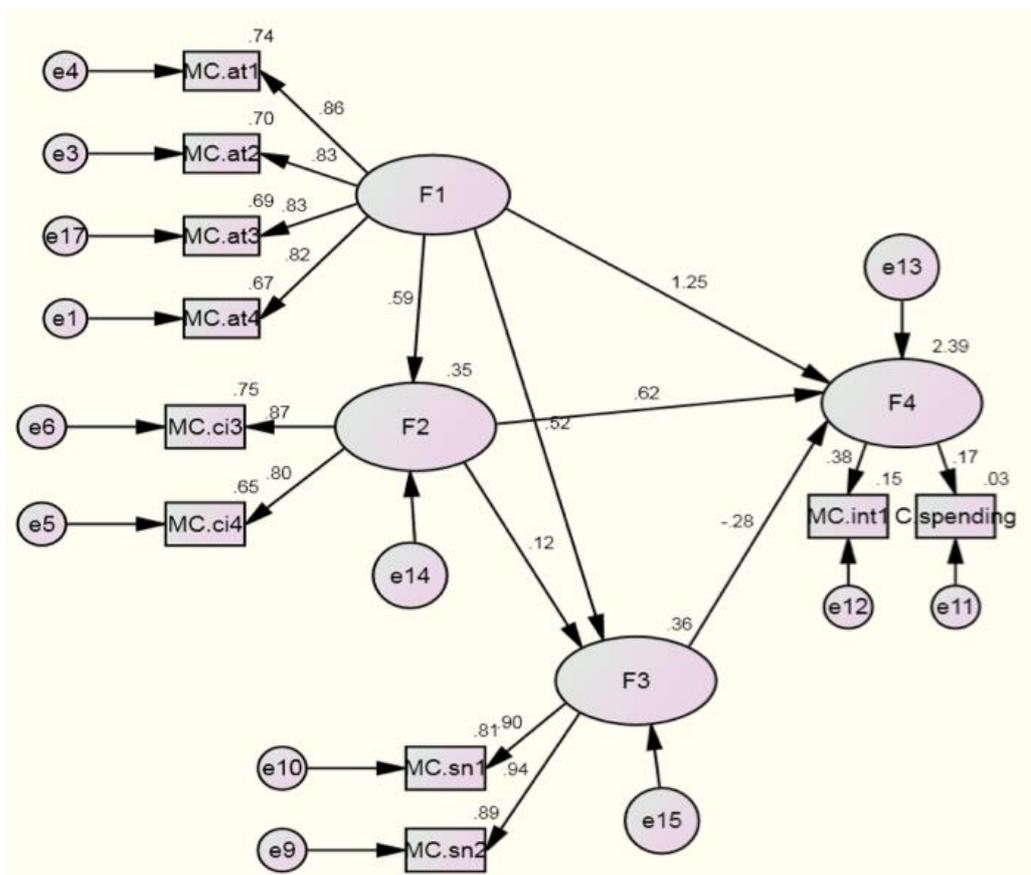 .74
e4
MC.at1
.86
.70
e3
MC.at2
.83
F1
.69
.83
e17
MC.at3
.82
e13
.67
e1
MC.at4
.59
1.25
2.39
.35
.75
.87
e6
MC.ci3
F2
.62
.52
F4
.80
.65
e5
MC.ci4
.38
.17
.15
.03
MC.int1
C.spending
-.28
.12
e14
e12
e11
.36
F3
.81
.90
e10
MC.sn1
.94
.89
e15
e9
MC.sn2